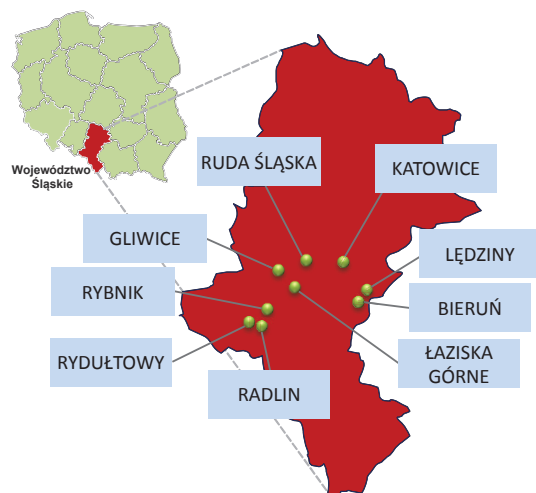 Województwo
Śląskie
RUDA ŚLĄSKA
KATOWICE
GLIWICE
LĘDZINY
RYBNIK
BIERUŃ
RYDUŁTOWY
ŁAZISKA
GÓRNE
RADLIN